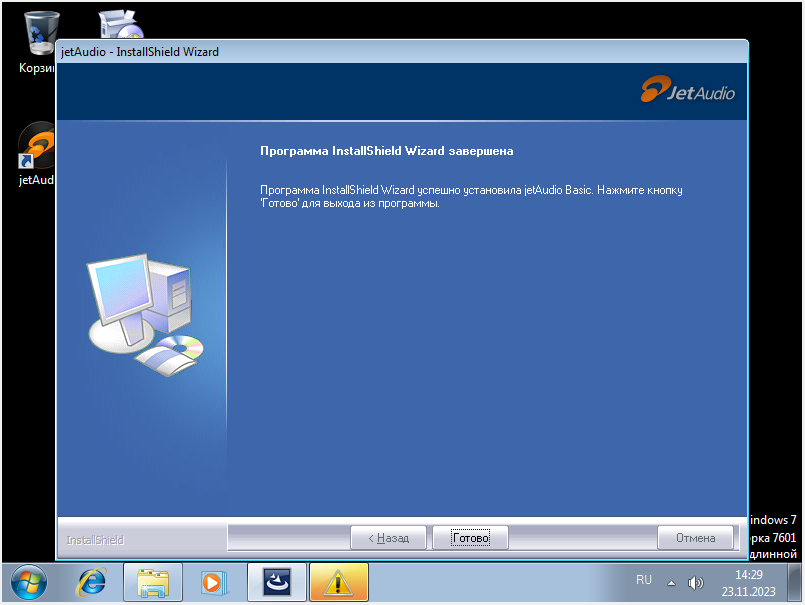 jetAudio - InstallShield Wizard
JetAudio
Программа InstallShield Wizard завершена
Программа InstallShield Wizard успешно установила jetAudio Basic. Нажмите кнопку
'Готово' для выхода из программы.
InstallShield
< Назад
Готово
Отмена
Корзи
jetAud
indows 7
орка 7601
длинной
RU
14:29
23.11.2023